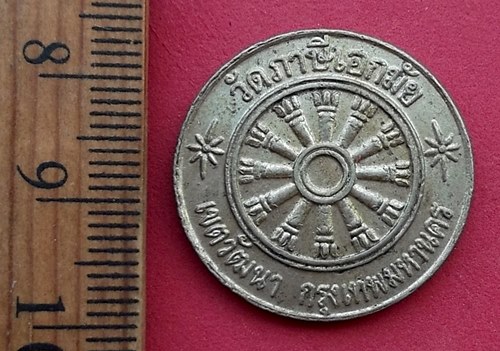 8
9
10
วัดภาษีเอกมัย
เขตวัฒนา กรุงเทพมหานคร